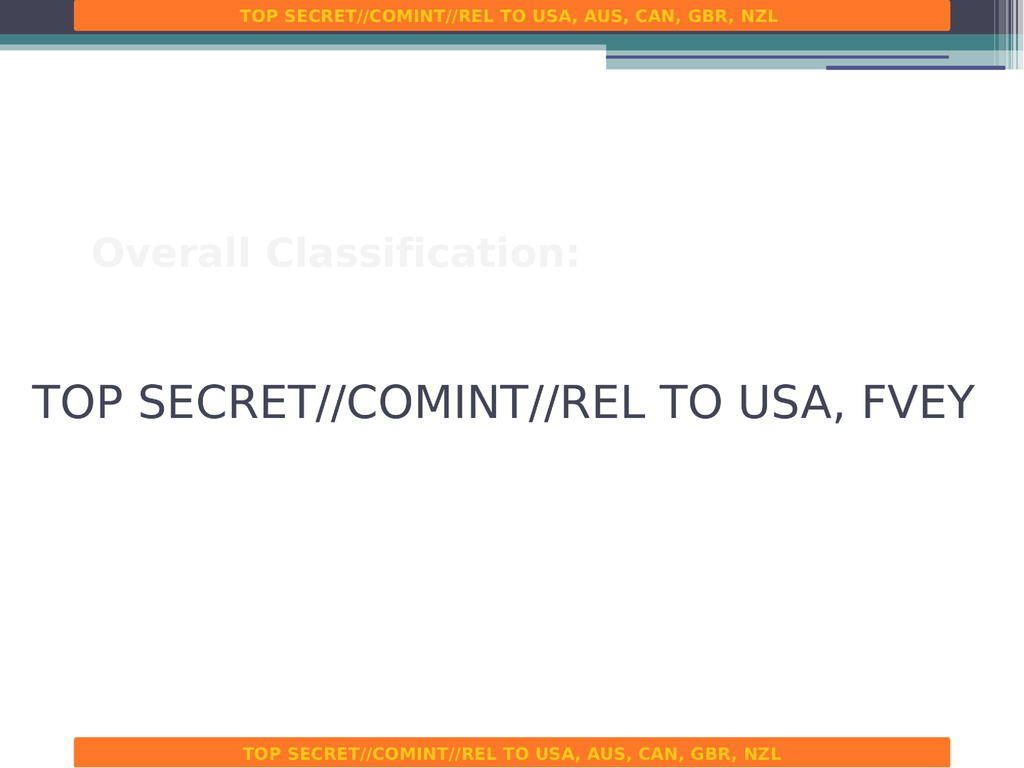 TOP SECRET//COMINT//REL TO USA, AUS, CAN, GBR, NZL
Overall Classification:
TOP SECRET//COMINT//REL TO USA, FVEY
TOP SECRET//COMINT//REL TO USA, AUS, CAN, GBR, NZL